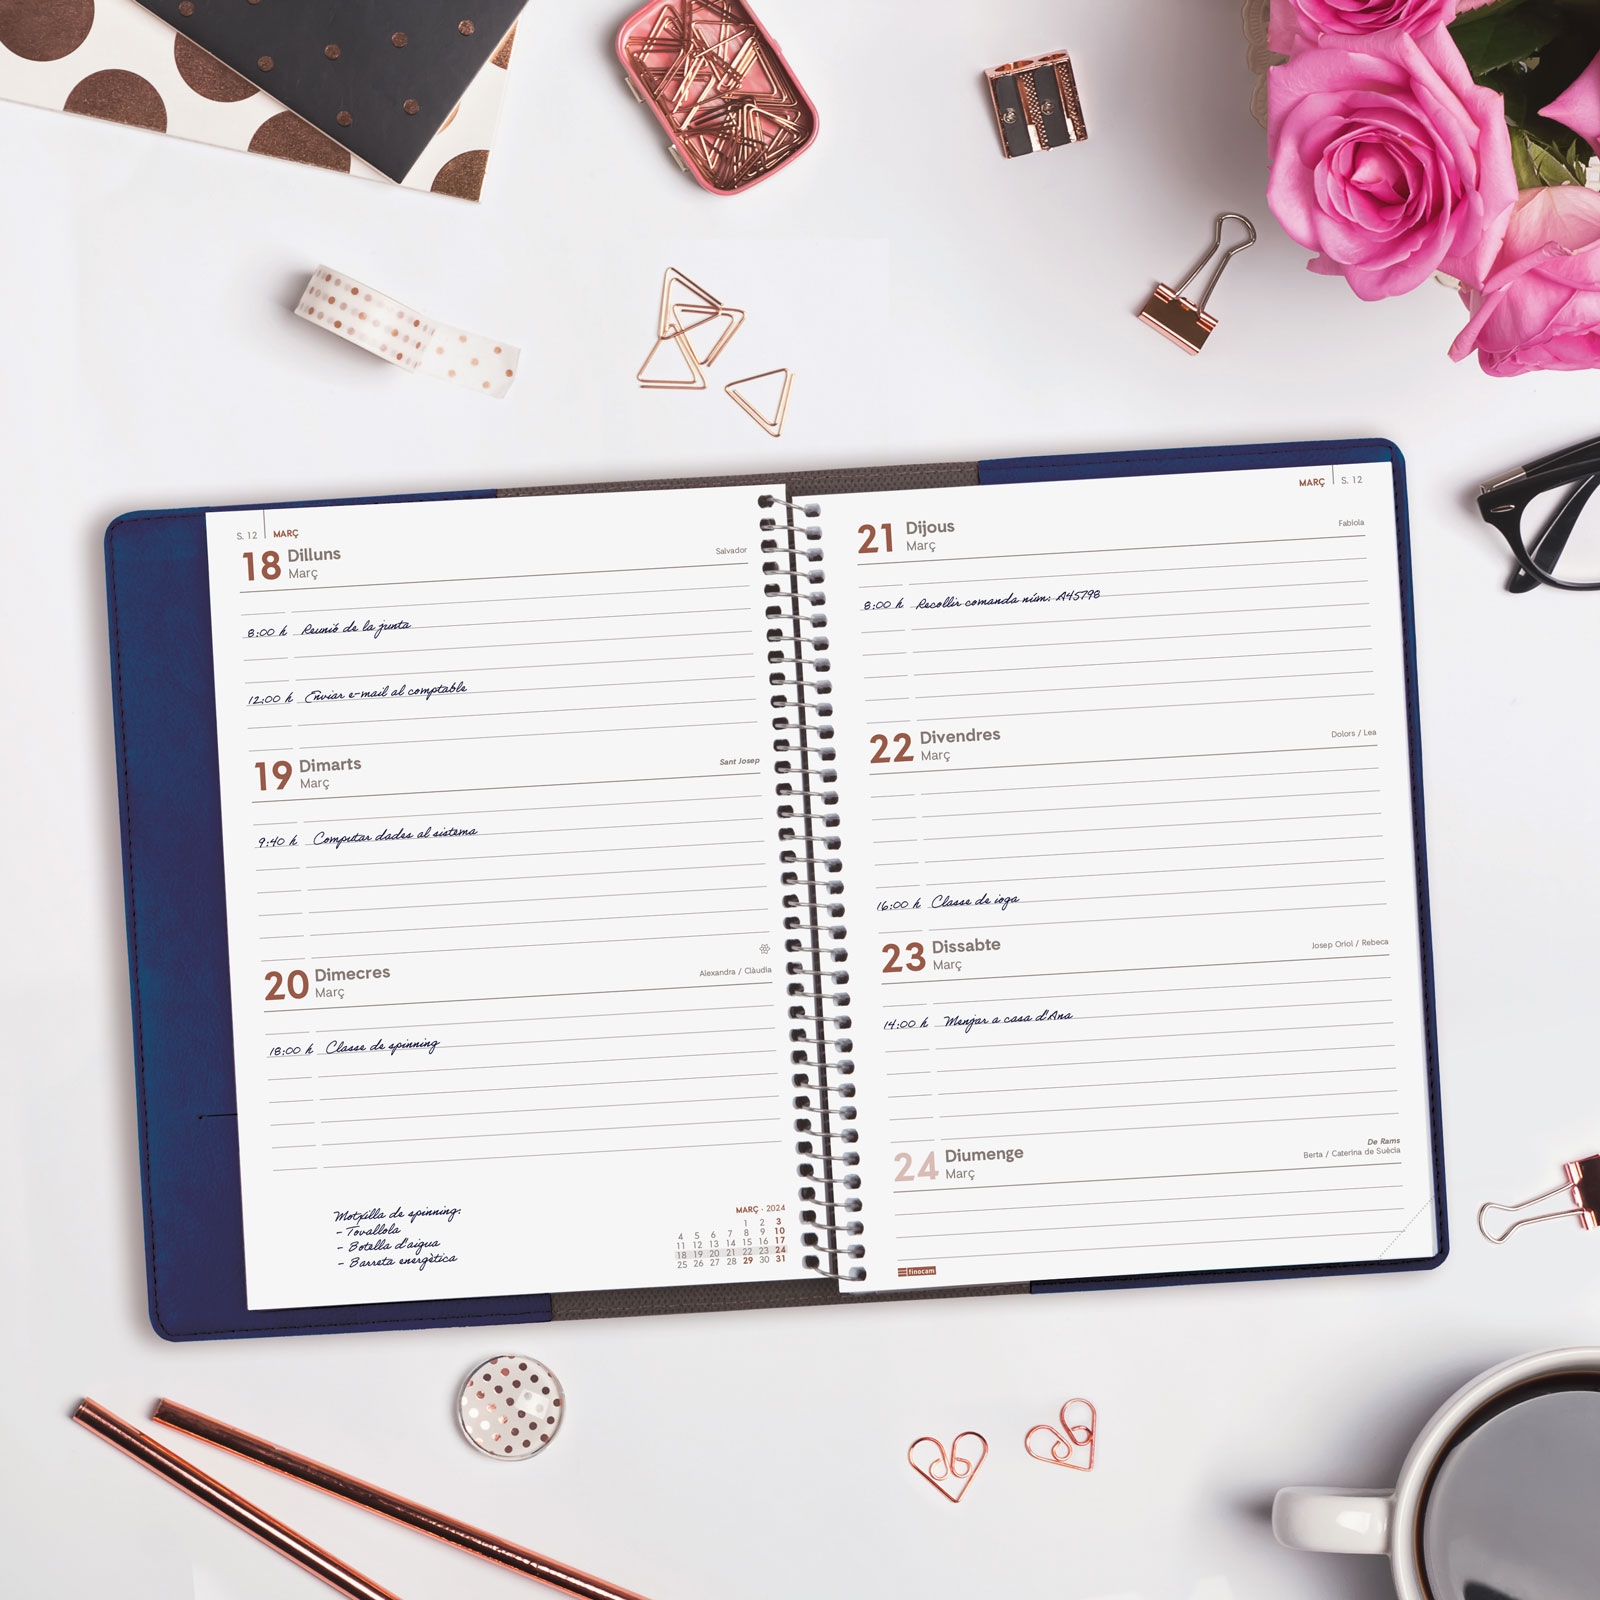 S. 12 MARÇ
18 Dilluns
Març
Salvador
8:00 h Reunió de la junta
12:00 h Enviar e-mail al comptable
19 Dimarts
Març
Sant Josep
9:40 h Computar dades al sistema
20 Dimecres
Març
Alexandra / Clàudia
18:00 h Classe de spinning
Motxilla de spinning:
- Tovallola
- Botella d'aigua
- Barreta energètica
MARÇ · 2024
1 2 3
4 5 6 7 8 9 10
11 12 13 14 15 16 17
18 19 20 21 22 23 24
25 26 27 28 29 30 31
MARÇ S. 12
21 Dijous
Març
Fabiola
8:00 h Recollir comanda núm: A45798
22 Divendres
Març
Dolors / Lea
16:00 h Classe de ioga
23 Dissabte
Març
Josep Oriol / Rebeca
14:00 h Menjar a casa d'Ana
24 Diumenge
Març
De Rams
Berta / Caterina de Suècia
finocam